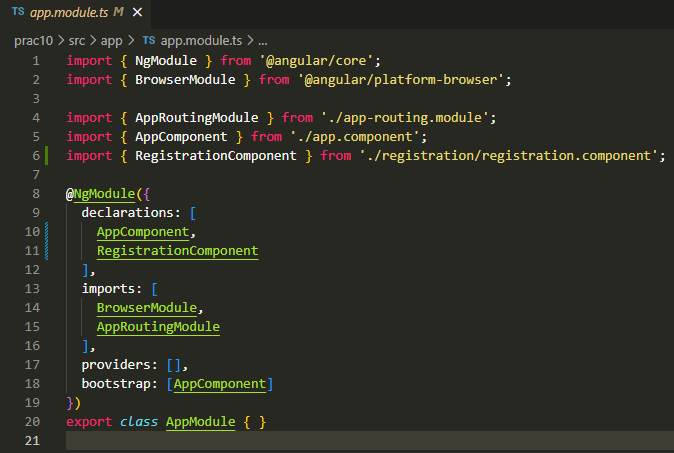 TS app.module.ts M ×
prac10 > src > app > TS app.module.ts > ...
1 import { NgModule } from '@angular/core';
2 import { BrowserModule } from '@angular/platform-browser';
3
4 import { AppRoutingModule } from './app-routing.module';
5 import { AppComponent } from './app.component';
6 import { RegistrationComponent } from './registration/registration.component';
7
8 @NgModule({
9   declarations: [
10     AppComponent,
11     RegistrationComponent
12   ],
13   imports: [
14     BrowserModule,
15     AppRoutingModule
16   ],
17   providers: [],
18   bootstrap: [AppComponent]
19 })
20 export class AppModule { }
21